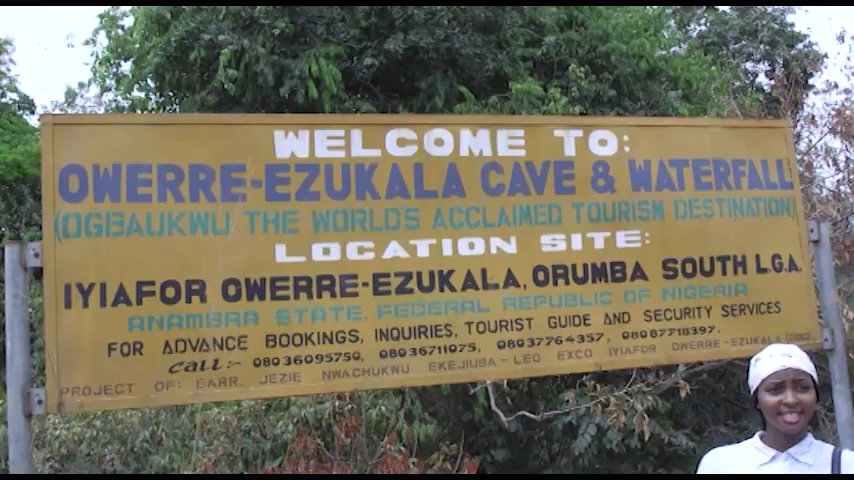 WELCOME TO:
OWERRE-EZUKALA CAVE & WATERFALL
(OGBAUKWU THE WORLD'S ACCLAIMED TOURISM DESTINATION)
LOCATION SITE:
IYIAFOR OWERRE-EZUKALA, ORUMBA SOUTH L.G.A.
ANAMBRA STATE, FEDERAL REPUBLIC OF NIGERIA
FOR ADVANCE BOOKINGS, INQUIRIES, TOURIST GUIDE AND SECURITY SERVICES
call:- 08036095750, 08036711075, 08037764357, 08087718397.
PROJECT OF: BARR. JEZIE NWACHUKWU EKEJIUBA- LED EXCO IYIAFOR OWERRE-EZUKALA